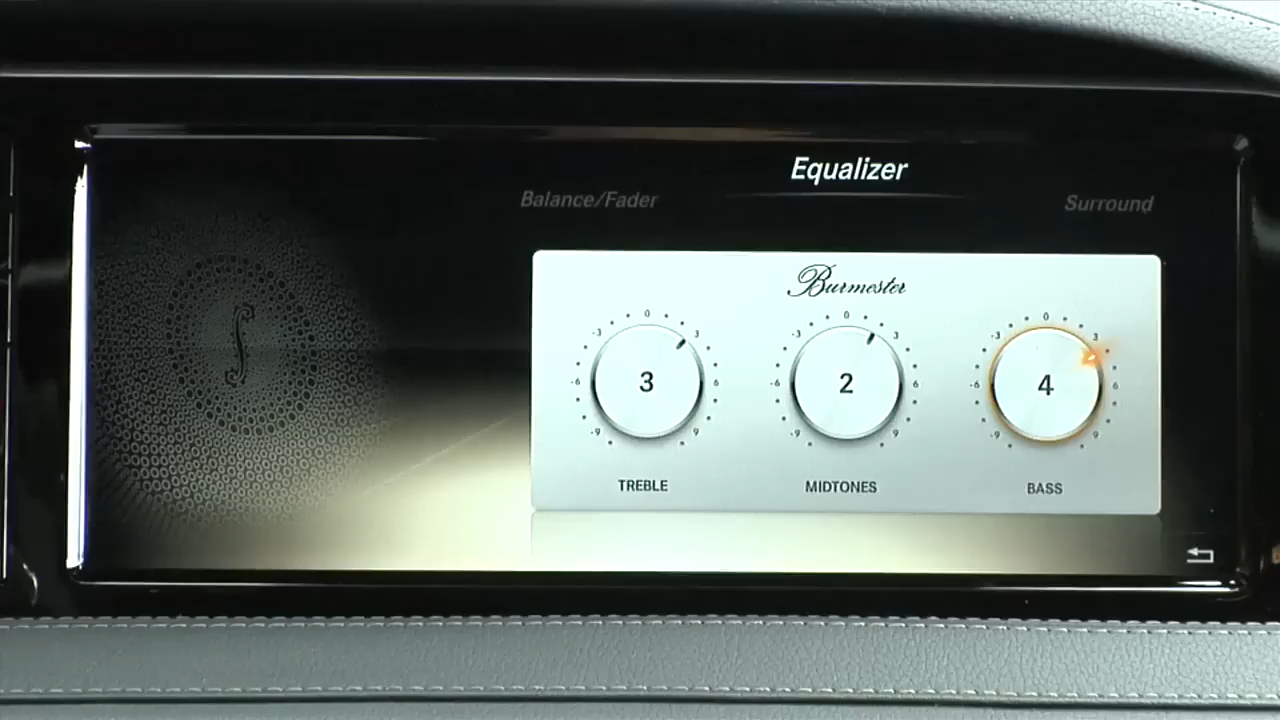 Equalizer
Balance/Fader
Surround
Burmester
0
-3 3
-6 3 6
-9 9
TREBLE
0
-3 3
-6 2 6
-9 9
MIDTONES
0
-3 3
-6 4 6
-9 9
BASS